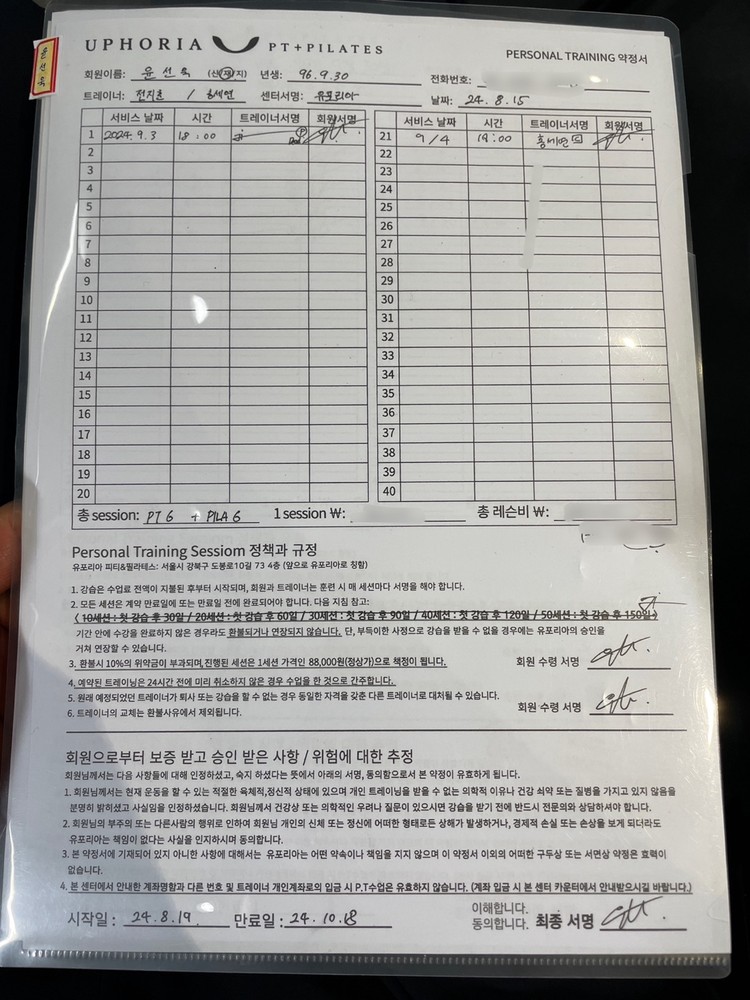 윤선욱
UPHORIA PT+PILATES
PERSONAL TRAINING 약정서
회원이름: 윤선욱 (신/재/지) 년생: 96.9.30 전화번호:
트레이너: / 홍세연 센터서명: 유포리아 날짜: 24.8.15
서비스 날짜 시간 트레이너서명 회원서명 서비스 날짜 시간 트레이너서명 회원서명
1 2024.9.3 18:00 21 9/4 19:00 홍세연
2 22
3 23
4 24
5 25
6 26
7 27
8 28
9 29
10 30
11 31
12 32
13 33
14 34
15 35
16 36
17 37
18 38
19 39
20 40
총 session: PT 6 + PILA 6 1 session ₩: 총 레슨비 ₩:
Personal Training Sessiom 정책과 규정
유포리아 피티&필라테스: 서울시 강북구 도봉로10길 73 4층 (앞으로 유포리아로 칭함)
1. 강습은 수업료 전액이 지불된 후부터 시작되며, 회원과 트레이너는 훈련 시 매 세션마다 서명을 해야 합니다.
2. 모든 세션은 계약 만료일에 또는 만료일 전에 완료되어야 합니다. 다음 지침 참고:
( 10세션 : 첫 강습 후 30일 / 20세션 : 첫 강습 후 60일 / 30세션 : 첫 강습 후 90일 / 40세션 : 첫 강습 후 120일 / 50세션 : 첫 강습 후 150일)
기간 안에 수강을 완료하지 않은 경우라도 환불되거나 연장되지 않습니다. 단, 부득이한 사정으로 강습을 받을 수 없을 경우에는 유포리아의 승인을
거쳐 연장할 수 있습니다.
3. 환불시 10%의 위약금이 부과되며,진행된 세션은 1세션 가격인 88,000원(정상가)으로 책정이 됩니다. 회원 수령 서명
4. 예약된 트레이닝은 24시간 전에 미리 취소하지 않은 경우 수업을 한 것으로 간주합니다.
5. 원래 예정되었던 트레이너가 퇴사 또는 강습을 할 수 없는 경우 동일한 자격을 갖춘 다른 트레이너로 대처될 수 있습니다. 회원 수령 서명
6. 트레이너의 교체는 환불사유에서 제외됩니다.
회원으로부터 보증 받고 승인 받은 사항 / 위험에 대한 추정
회원님께서는 다음 사항들에 대해 인정하셨고, 숙지 하셨다는 뜻에서 아래의 서명, 동의함으로서 본 약정이 유효하게 됩니다.
1. 회원님께서는 현재 운동을 할 수 있는 적절한 육체적,정신적 상태에 있으며 개인 트레이닝을 받을 수 없는 의학적 이유나 건강 쇠약 또는 질병을 가지고 있지 않음을
분명히 밝히셨고 사실임을 인정하셨습니다. 회원님께서 건강상 또는 의학적인 우려나 질문이 있으시면 강습을 받기 전에 반드시 전문의와 상담하셔야 합니다.
2. 회원님의 부주의 또는 다른사람의 행위로 인하여 회원님 개인의 신체 또는 정신에 어떠한 형태로든 상해가 발생하거나, 경제적 손실 또는 손상을 보게 되더라도
유포리아는 책임이 없다는 사실을 인지하시며 동의합니다.
3. 본 약정서에 기재되어 있지 아니한 사항에 대해서는 유포리아는 어떤 약속이나 책임을 지지 않으며 이 약정서 이외의 어떠한 구두상 또는 서면상 약정은 효력이
없습니다.
4. 본 센터에서 안내한 계좌명함과 다른 번호 및 트레이너 개인계좌로의 입금 시 P.T수업은 유효하지 않습니다. (계좌 입금 시 본 센터 카운터에서 안내받으시길 바랍니다.)
시작일 : 24.8.19. 만료일 : 24.10.18 이해합니다.
동의합니다. 최종 서명